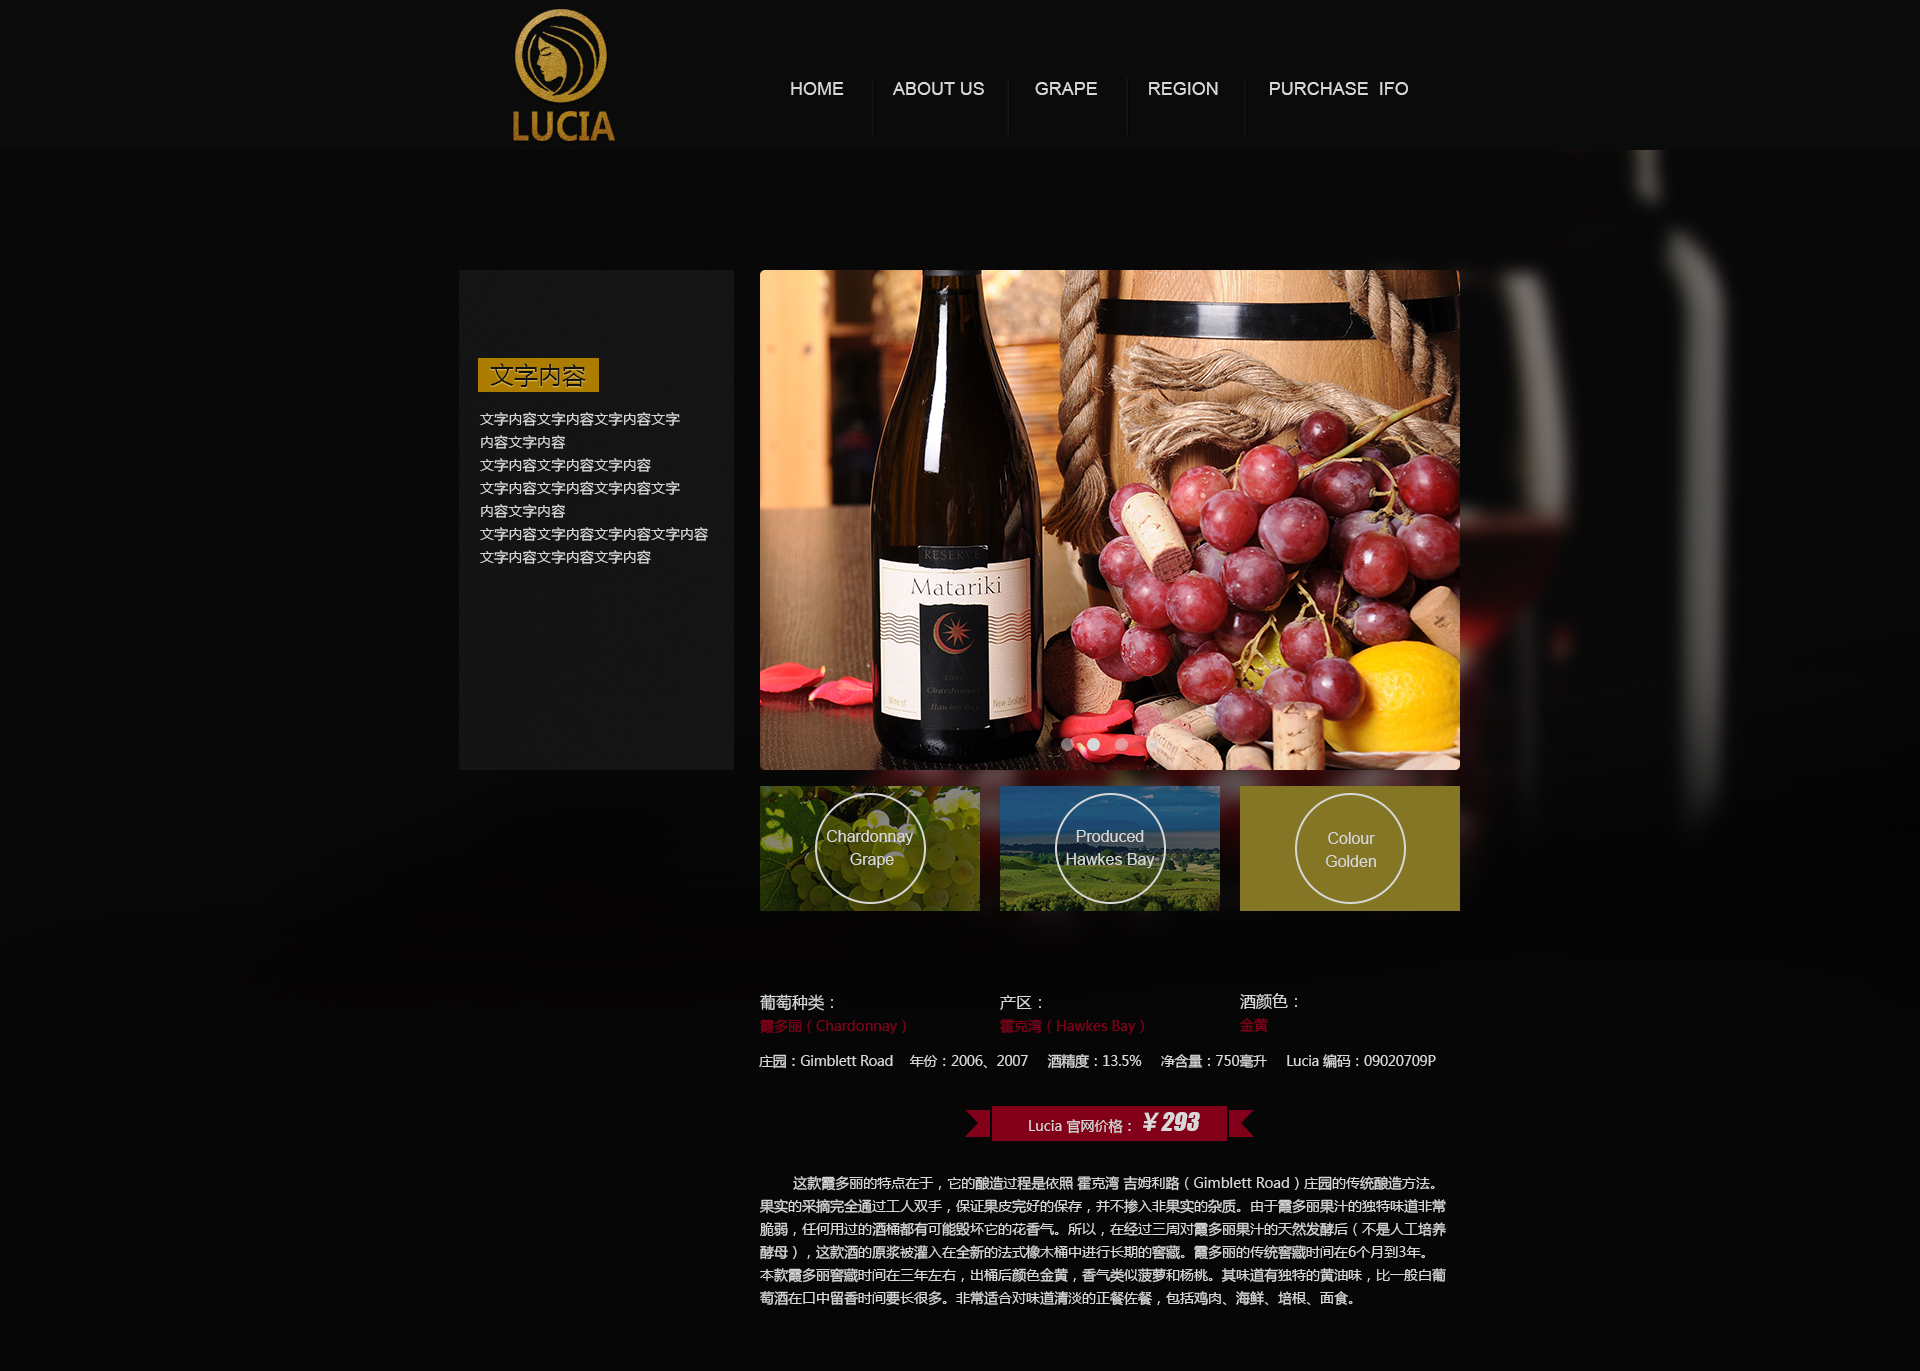 LUCIA
HOME
ABOUT US
GRAPE
REGION
PURCHASE IFO
文字内容
文字内容文字内容文字内容文字
内容文字内容
文字内容文字内容文字内容
文字内容文字内容文字内容文字
内容文字内容
文字内容文字内容文字内容文字内容
文字内容文字内容文字内容
RESERVE
Matariki
2006
Chardonnay
Hawkes Bay
Wine of
New Zealand
Chardonnay
Grape
Produced
Hawkes Bay
Colour
Golden
葡萄种类：
霞多丽（Chardonnay）
产区：
霍克湾（Hawkes Bay）
酒颜色：
金黄
庄园：Gimblett Road 年份：2006、2007 酒精度：13.5% 净含量：750毫升 Lucia 编码：09020709P
Lucia 官网价格： ￥293
这款霞多丽的特点在于，它的酿造过程是依照 霍克湾 吉姆利路（Gimblett Road）庄园的传统酿造方法。
果实的采摘完全通过工人双手，保证果皮完好的保存，并不掺入非果实的杂质。由于霞多丽果汁的独特味道非常
脆弱，任何用过的酒桶都有可能毁坏它的花香气。所以，在经过三周对霞多丽果汁的天然发酵后（不是人工培养
酵母），这款酒的原浆被灌入在全新的法式橡木桶中进行长期的窖藏。霞多丽的传统窖藏时间在6个月到3年。
本款霞多丽窖藏时间在三年左右，出桶后颜色金黄，香气类似菠萝和杨桃。其味道有独特的黄油味，比一般白葡
萄酒在口中留香时间要长很多。非常适合对味道清淡的正餐佐餐，包括鸡肉、海鲜、培根、面食。